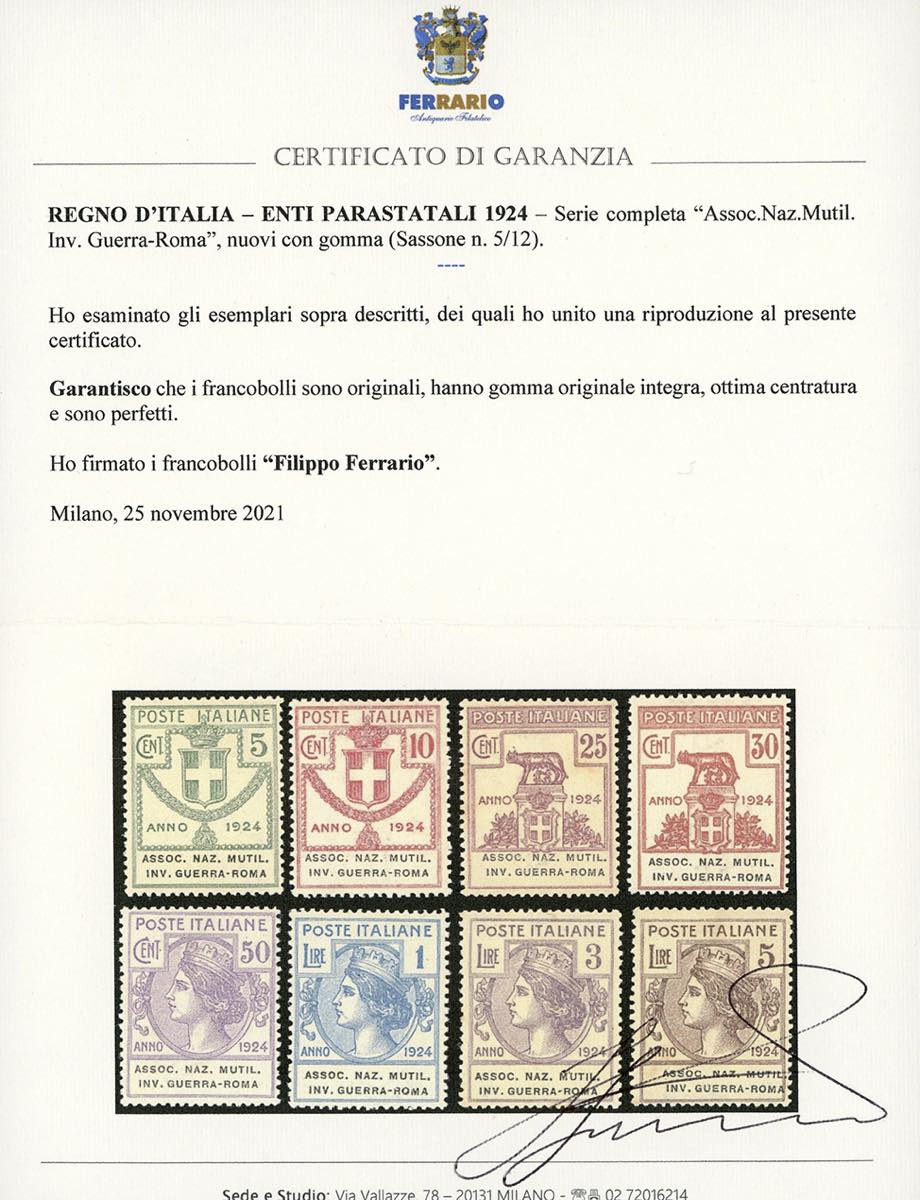 FERRARIO
Antiquario Filatelico
CERTIFICATO DI GARANZIA
REGNO D'ITALIA – ENTI PARASTATALI 1924 – Serie completa “Assoc.Naz.Mutil.
Inv. Guerra-Roma”, nuovi con gomma (Sassone n. 5/12).
----
Ho esaminato gli esemplari sopra descritti, dei quali ho unito una riproduzione al presente
certificato.
Garantisco che i francobolli sono originali, hanno gomma originale integra, ottima centratura
e sono perfetti.
Ho firmato i francobolli “Filippo Ferrario”.
Milano, 25 novembre 2021
POSTE ITALIANE
CENT 5
ANNO 1924
ASSOC. NAZ. MUTIL.
INV. GUERRA-ROMA
POSTE ITALIANE
CENT 10
ANNO 1924
ASSOC. NAZ. MUTIL.
INV. GUERRA-ROMA
POSTE ITALIANE
CENT. 25
ANNO 1924
ASSOC. NAZ. MUTIL.
INV. GUERRA-ROMA
POSTE ITALIANE
CENT. 30
ANNO 1924
ASSOC. NAZ. MUTIL.
INV. GUERRA-ROMA
POSTE ITALIANE
CENT 50
ANNO 1924
ASSOC. NAZ. MUTIL.
INV. GUERRA-ROMA
POSTE ITALIANE
LIRE 1
ANNO 1924
ASSOC. NAZ. MUTIL.
INV. GUERRA-ROMA
POSTE ITALIANE
LIRE 3
ANNO 1924
ASSOC. NAZ. MUTIL.
INV. GUERRA-ROMA
POSTE ITALIANE
LIRE 5
ANNO 1924
ASSOC. NAZ. MUTIL.
INV. GUERRA-ROMA
Sede e Studio: Via Vallazze, 78 – 20131 MILANO - 02 72016214